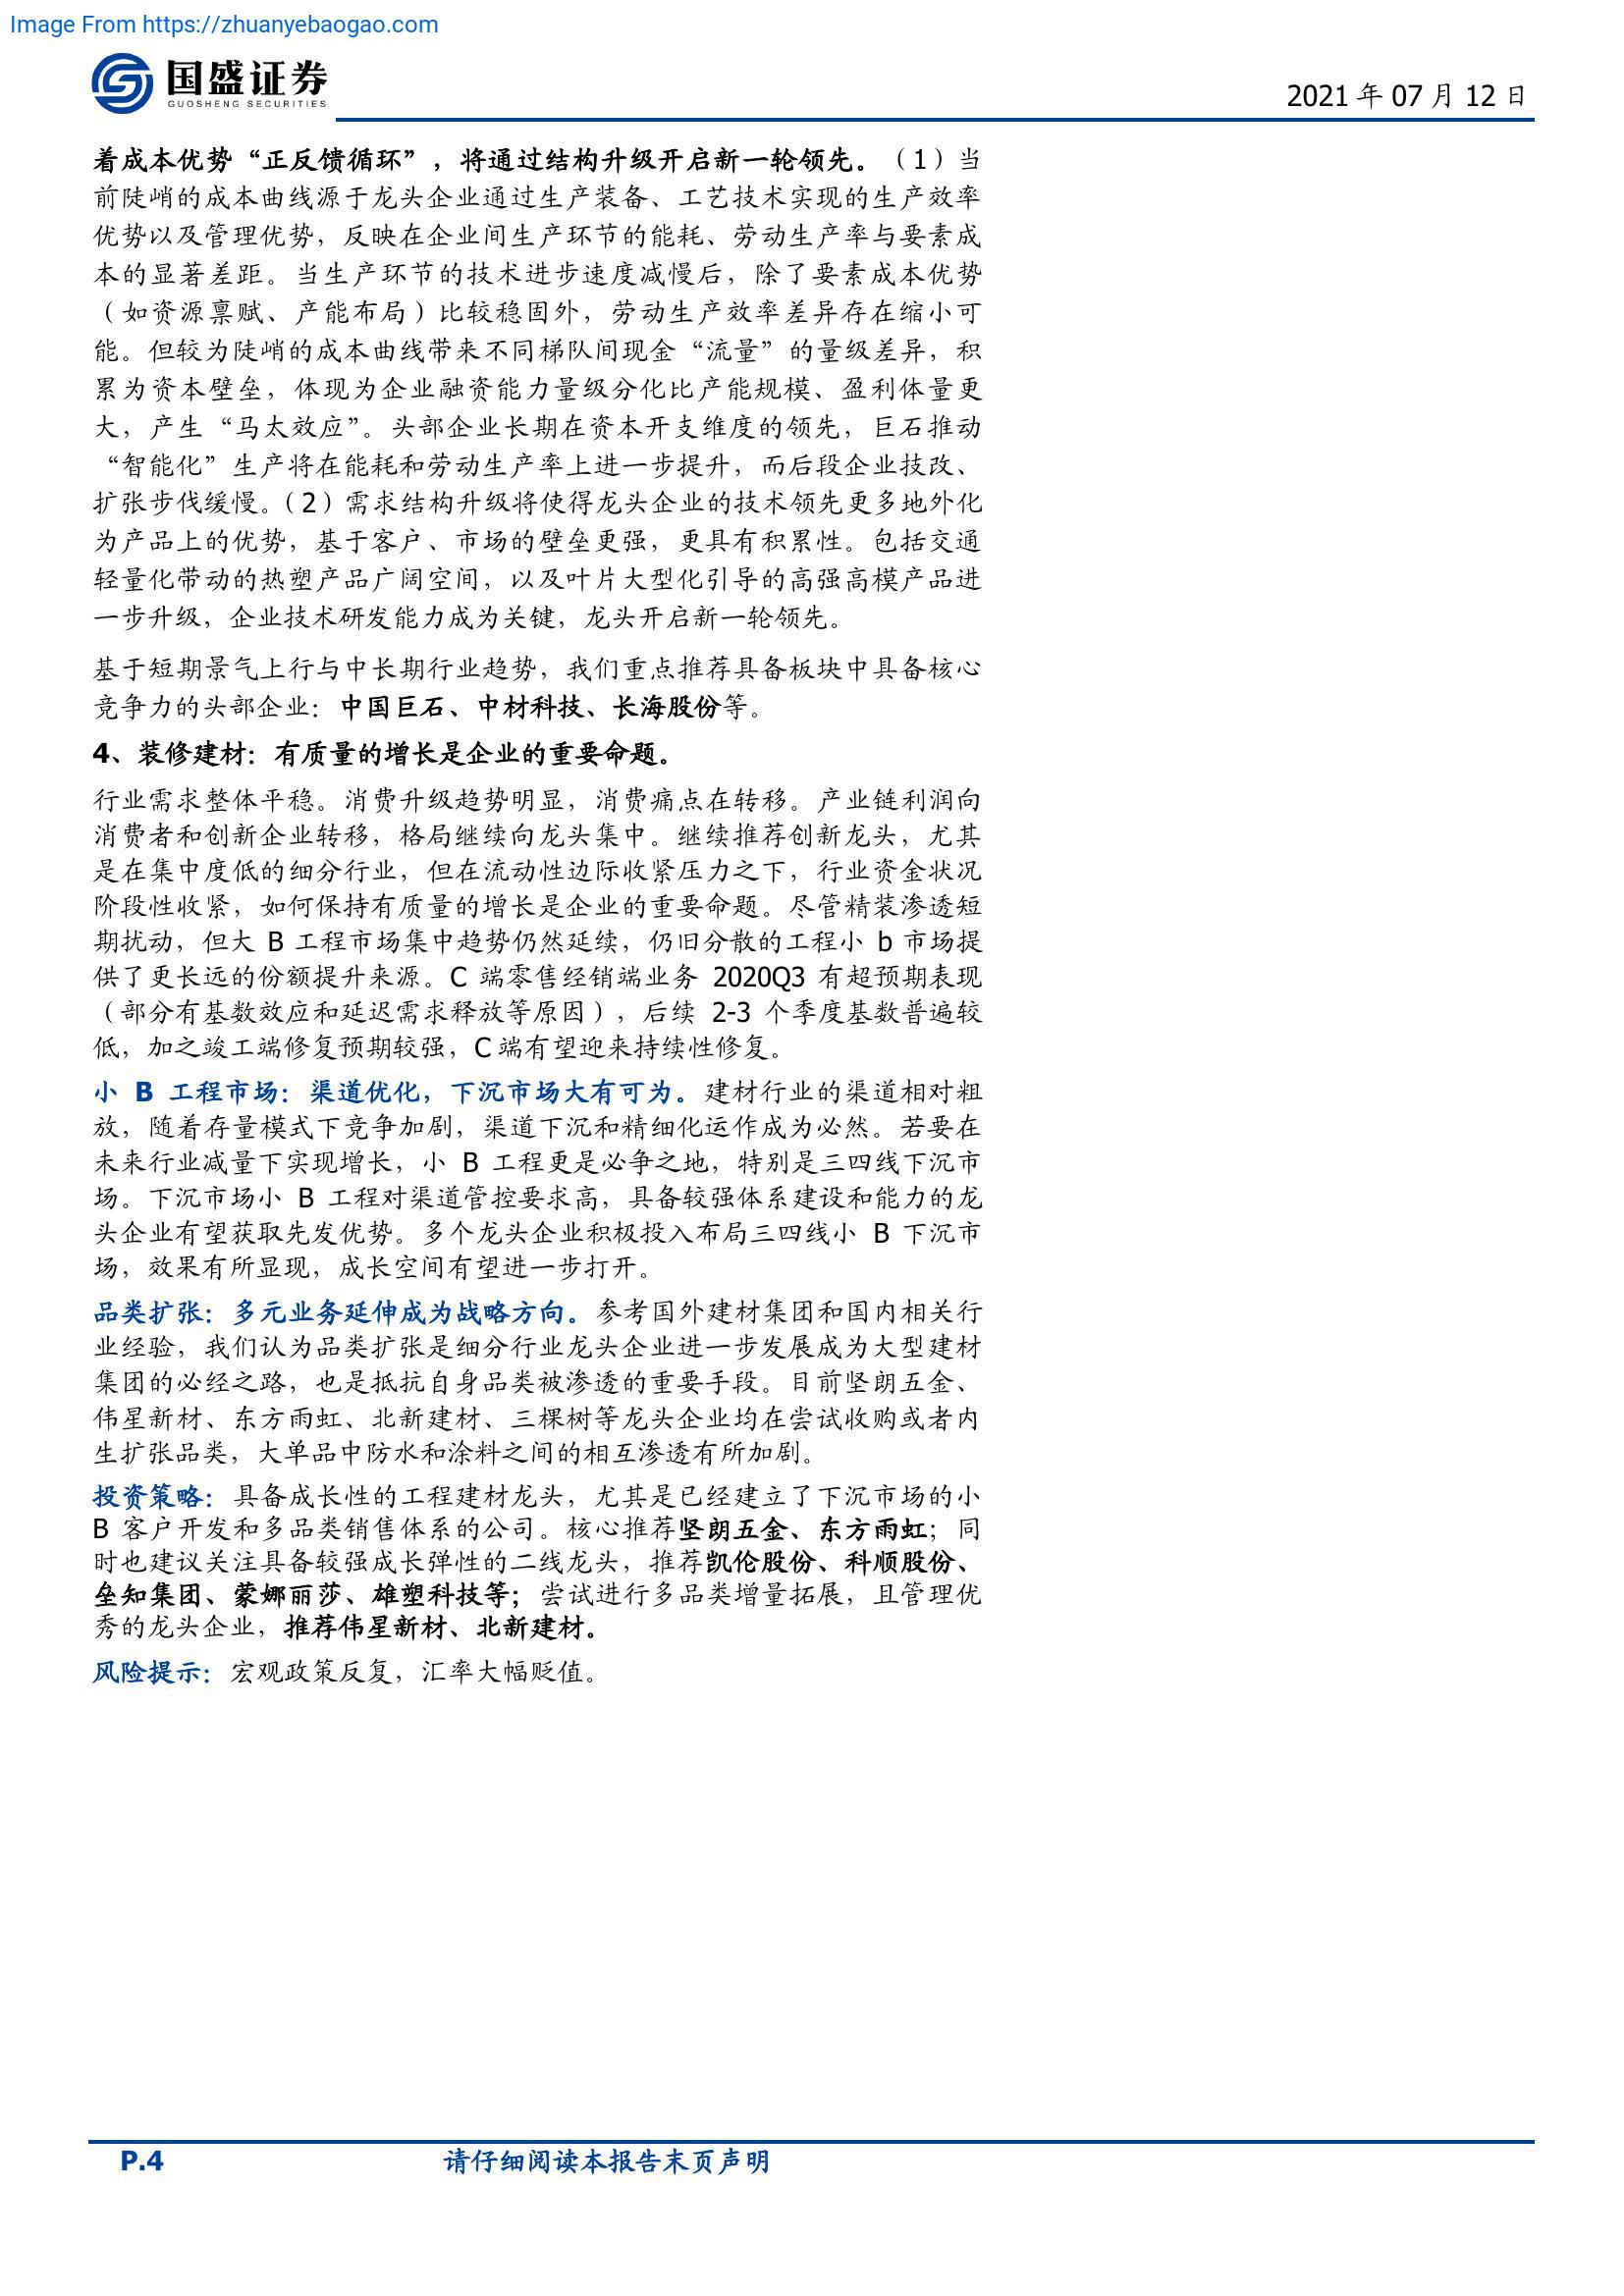 Image From https://zhuanyebaogao.com
国盛证券
GUOSHENG SECURITIES
2021 年 07 月 12 日
着成本优势“正反馈循环”，将通过结构升级开启新一轮领先。（1）当
前陡峭的成本曲线源于龙头企业通过生产装备、工艺技术实现的生产效率
优势以及管理优势，反映在企业间生产环节的能耗、劳动生产率与要素成
本的显著差距。当生产环节的技术进步速度减慢后，除了要素成本优势
（如资源禀赋、产能布局）比较稳固外，劳动生产效率差异存在缩小可
能。但较为陡峭的成本曲线带来不同梯队间现金“流量”的量级差异，积
累为资本壁垒，体现为企业融资能力量级分化比产能规模、盈利体量更
大，产生“马太效应”。头部企业长期在资本开支维度的领先，巨石推动
“智能化”生产将在能耗和劳动生产率上进一步提升，而后段企业技改、
扩张步伐缓慢。（2）需求结构升级将使得龙头企业的技术领先更多地外化
为产品上的优势，基于客户、市场的壁垒更强，更具有积累性。包括交通
轻量化带动的热塑产品广阔空间，以及叶片大型化引导的高强高模产品进
一步升级，企业技术研发能力成为关键，龙头开启新一轮领先。
基于短期景气上行与中长期行业趋势，我们重点推荐具备板块中具备核心
竞争力的头部企业：中国巨石、中材科技、长海股份等。
4、装修建材：有质量的增长是企业的重要命题。
行业需求整体平稳。消费升级趋势明显，消费痛点在转移。产业链利润向
消费者和创新企业转移，格局继续向龙头集中。继续推荐创新龙头，尤其
是在集中度低的细分行业，但在流动性边际收紧压力之下，行业资金状况
阶段性收紧，如何保持有质量的增长是企业的重要命题。尽管精装渗透短
期扰动，但大 B 工程市场集中趋势仍然延续，仍旧分散的工程小 b 市场提
供了更长远的份额提升来源。C 端零售经销端业务 2020Q3 有超预期表现
（部分有基数效应和延迟需求释放等原因），后续 2-3 个季度基数普遍较
低，加之竣工端修复预期较强，C 端有望迎来持续性修复。
小 B 工程市场：渠道优化，下沉市场大有可为。建材行业的渠道相对粗
放，随着存量模式下竞争加剧，渠道下沉和精细化运作成为必然。若要在
未来行业减量下实现增长，小 B 工程更是必争之地，特别是三四线下沉市
场。下沉市场小 B 工程对渠道管控要求高，具备较强体系建设和能力的龙
头企业有望获取先发优势。多个龙头企业积极投入布局三四线小 B 下沉市
场，效果有所显现，成长空间有望进一步打开。
品类扩张：多元业务延伸成为战略方向。参考国外建材集团和国内相关行
业经验，我们认为品类扩张是细分行业龙头企业进一步发展成为大型建材
集团的必经之路，也是抵抗自身品类被渗透的重要手段。目前坚朗五金、
伟星新材、东方雨虹、北新建材、三棵树等龙头企业均在尝试收购或者内
生扩张品类，大单品中防水和涂料之间的相互渗透有所加剧。
投资策略：具备成长性的工程建材龙头，尤其是已经建立了下沉市场的小
B 客户开发和多品类销售体系的公司。核心推荐坚朗五金、东方雨虹；同
时也建议关注具备较强成长弹性的二线龙头，推荐凯伦股份、科顺股份、
垒知集团、蒙娜丽莎、雄塑科技等；尝试进行多品类增量拓展，且管理优
秀的龙头企业，推荐伟星新材、北新建材。
风险提示：宏观政策反复，汇率大幅贬值。
P.4
请仔细阅读本报告末页声明